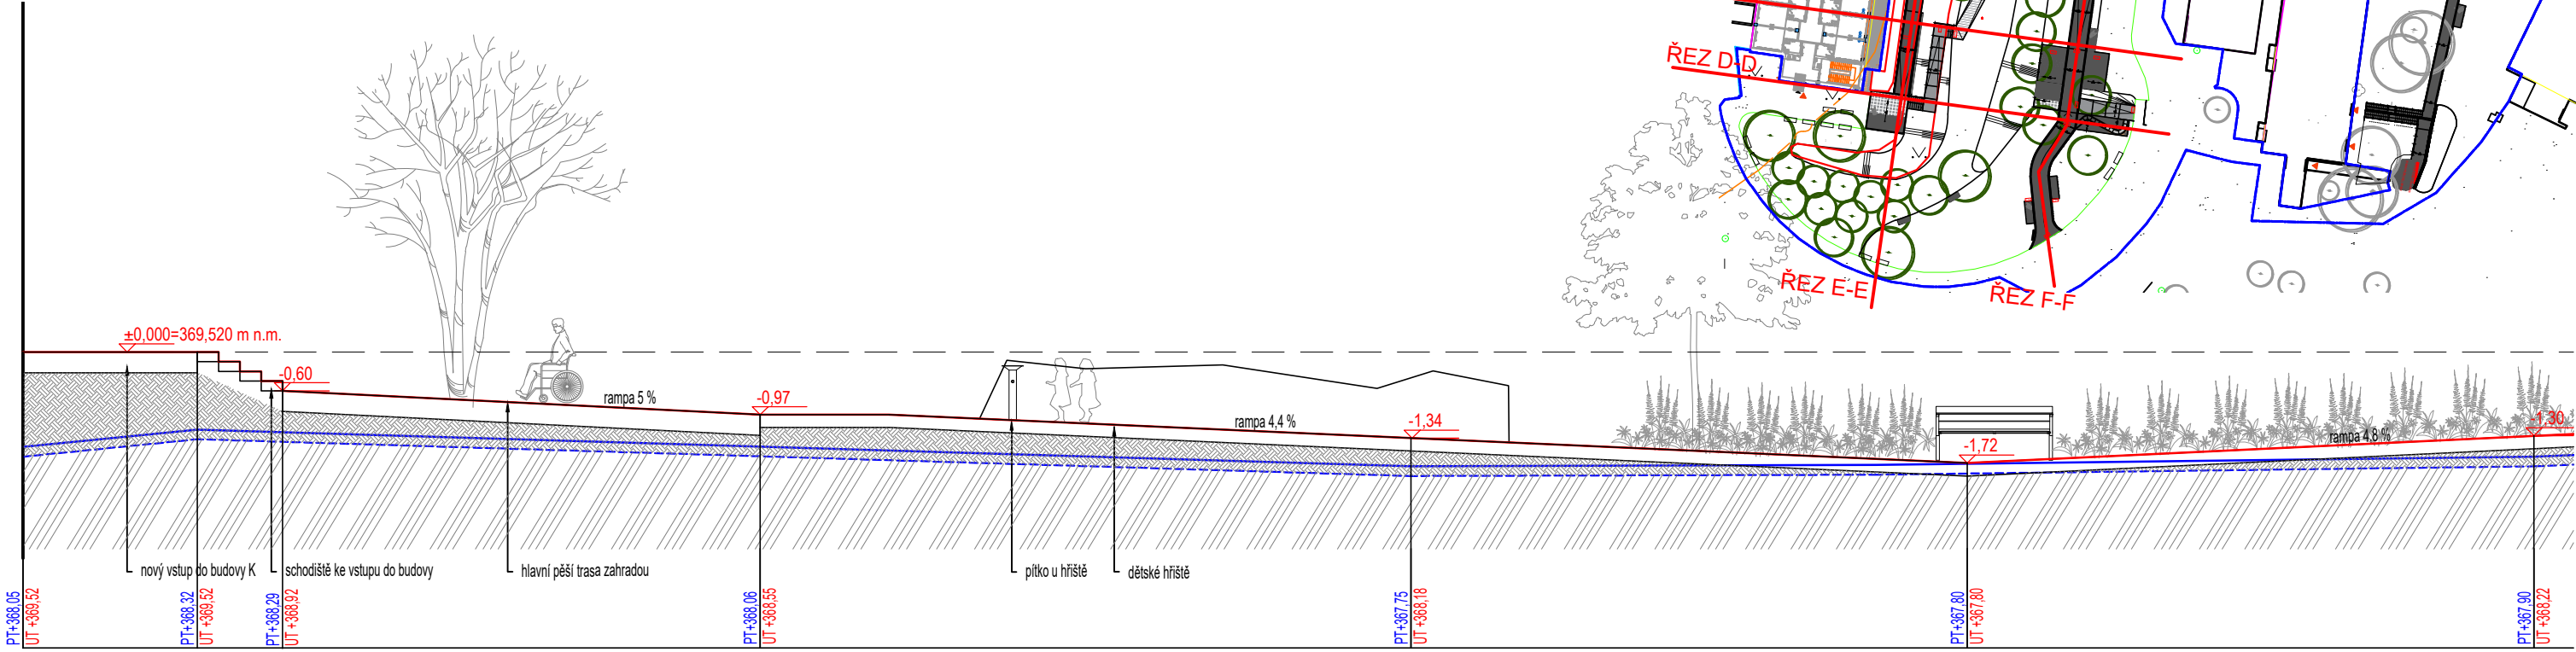 ŘEZ D-D
ŘEZ E-E
ŘEZ F-F
±0,000=369,520 m n.m.
-0,60
rampa 5 %
-0,97
rampa 4,4 %
-1,34
-1,72
rampa 4,8 %
-1,30
nový vstup do budovy K
schodiště ke vstupu do budovy
hlavní pěší trasa zahradou
pítko u hřiště
dětské hřiště
PT+368,05
UT +369,52
PT+368,32
UT +369,52
PT+368,29
UT +368,92
PT+368,06
UT +368,55
PT+367,75
UT +368,18
PT+367,80
UT +367,80
PT+367,90
UT +368,22